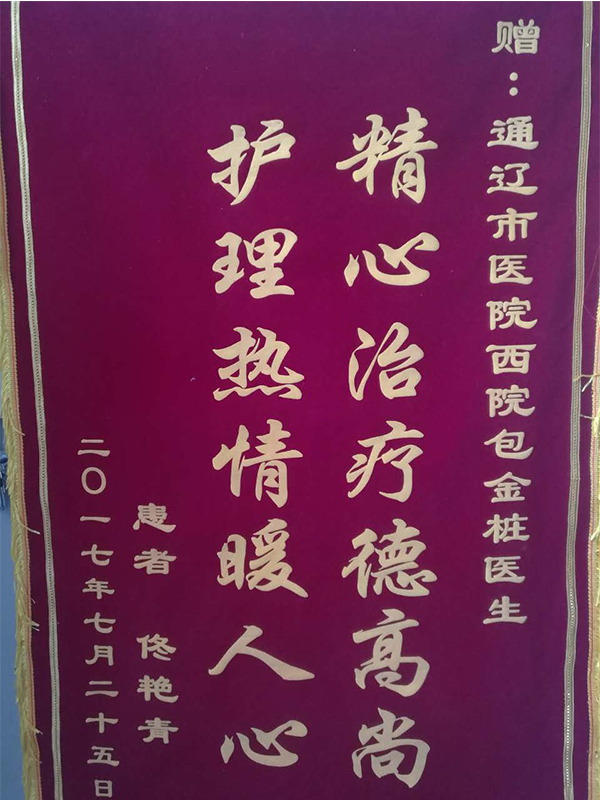 赠：通辽市医院西院包金桩医生
精心治疗德高尚
护理热情暖人心
患者 佟艳青
二〇一七年七月二十五日